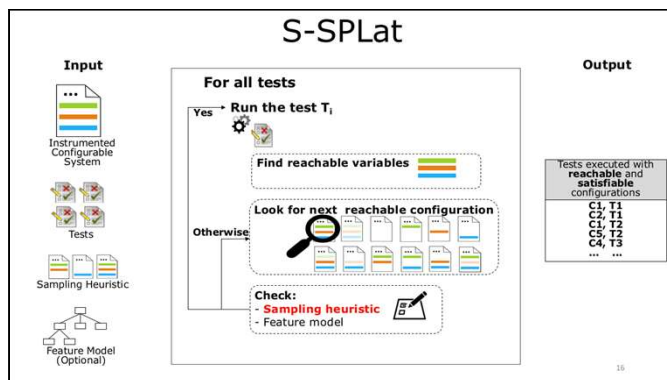 S-SPLat
Input
Instrumented
Configurable
System
Tests
Sampling Heuristic
Feature Model
(Optional)
For all tests
Yes
Run the test Ti
Find reachable variables
Look for next reachable configuration
Otherwise
Check:
- Sampling heuristic
- Feature model
Output
Tests executed with
reachable and
satisfiable
configurations
C1, T1
C2, T1
C1, T2
C5, T2
C4, T3
... ...
16